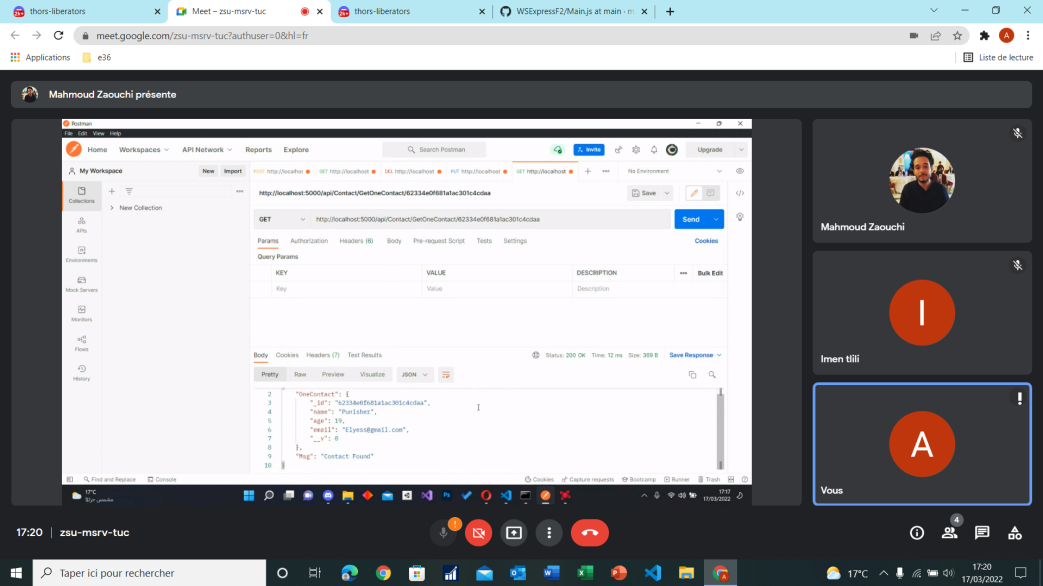 thors-liberators
Meet – zsu-msrv-tuc
thors-liberators
WSExpressF2/Main.js at main · m
meet.google.com/zsu-msrv-tuc?authuser=0&hl=fr
A
Applications
e36
Liste de lecture
Mahmoud Zaouchi présente
Postman
File Edit View Help
Home
Workspaces
API Network
Reports
Explore
Search Postman
Invite
Upgrade
My Workspace
New
Import
POST http://localhos
GET http://localhost
DEL http://localhos
PUT http://localhos
GET http://localhost
No Environment
Collections
New Collection
http://localhost:5000/api/Contact/GetOneContact/62334e0f681a1ac301c4cdaa
Save
GET
http://localhost:5000/api/Contact/GetOneContact/62334e0f681a1ac301c4cdaa
Send
APIs
Params
Authorization
Headers (6)
Body
Pre-request Script
Tests
Settings
Cookies
Environments
Query Params
KEY
VALUE
DESCRIPTION
Bulk Edit
Key
Value
Description
Mock Servers
Monitors
Flows
History
Body
Cookies
Headers (7)
Test Results
Status: 200 OK
Time: 12 ms
Size: 369 B
Save Response
Pretty
Raw
Preview
Visualize
JSON
2 "OneContact": {
3 "_id": "62334e0f681a1ac301c4cdaa",
4 "name": "Punisher",
5 "age": 19,
6 "email": "Elyess@gmail.com",
7 "__v": 0
8 },
9 "Msg": "Contact Found"
10 }
Find and Replace
Console
Cookies
Capture requests
Bootcamp
Runner
Trash
17°C
17:17
17/03/2022
Mahmoud Zaouchi
I
Imen tlili
A
Vous
17:20
zsu-msrv-tuc
4
Taper ici pour rechercher
17°C
17:20
17/03/2022